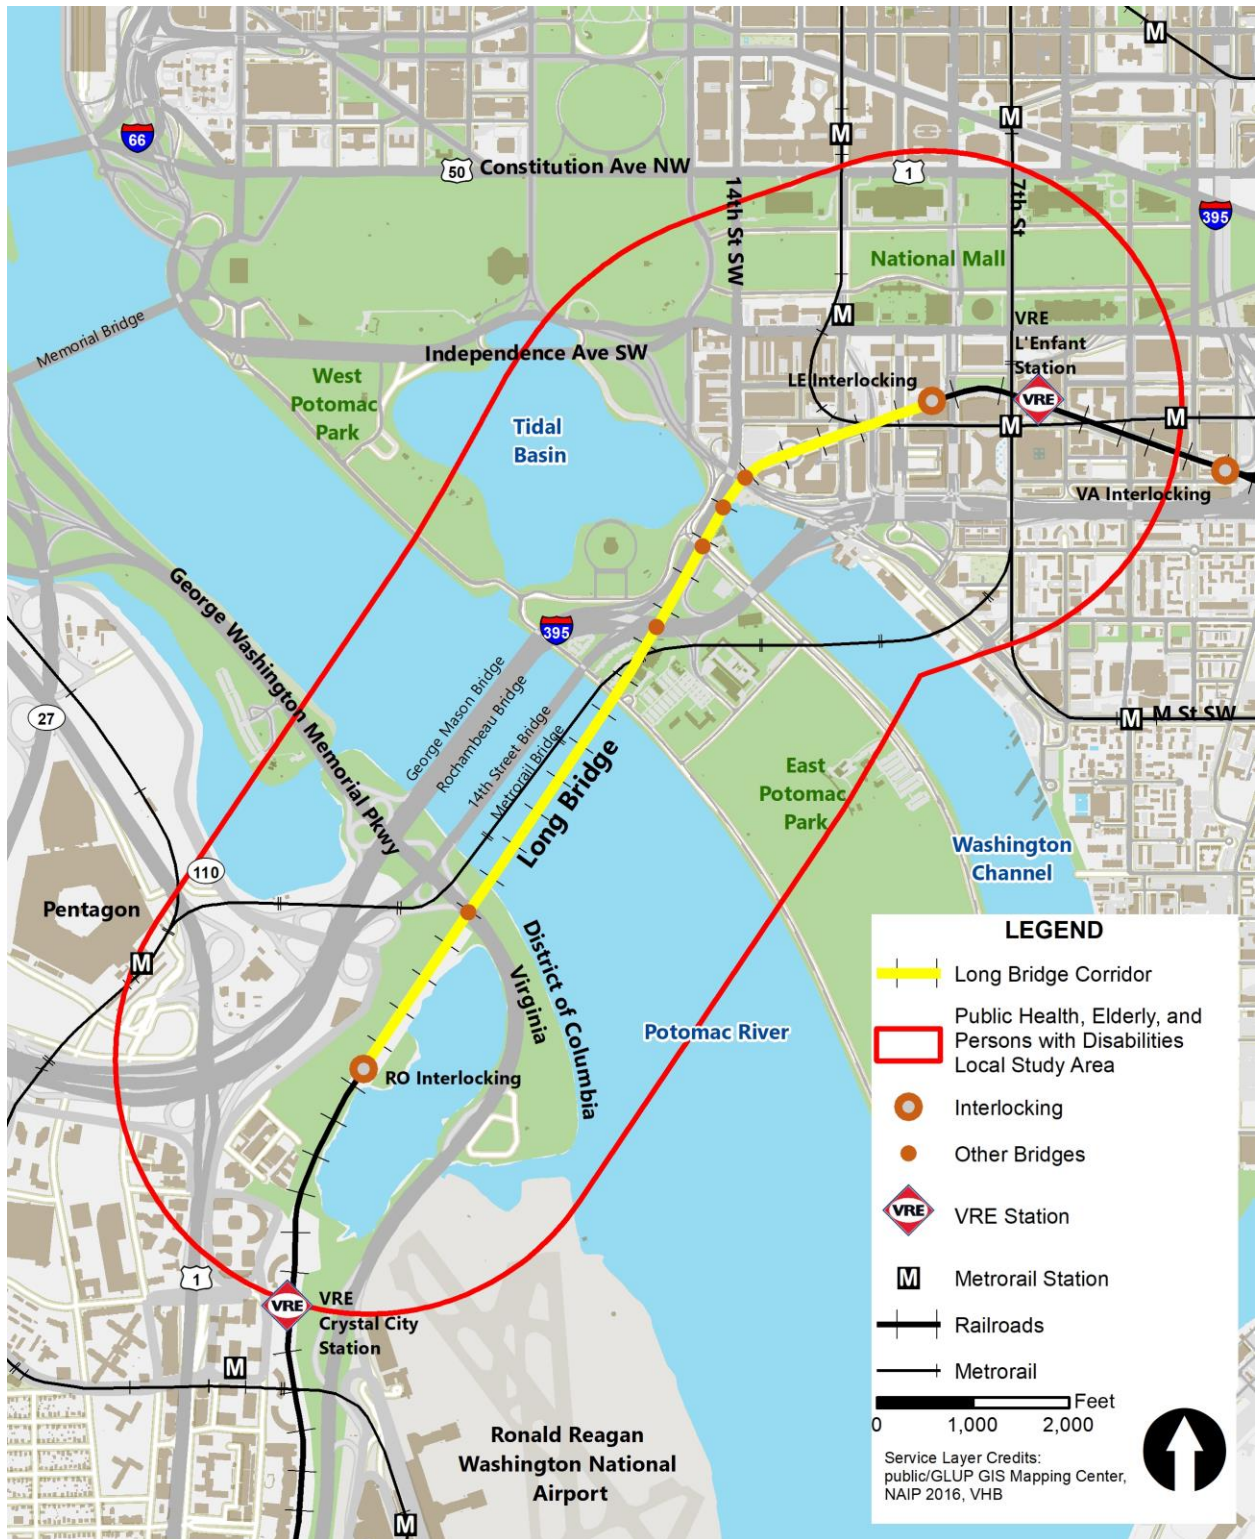 M
M
M
66
50
Constitution Ave NW
1
14th St SW
7th St
395
National Mall
M
Memorial Bridge
VRE
L'Enfant
Station
Independence Ave SW
LE Interlocking
West
Potomac
Park
VRE
Tidal
Basin
M
M
VA Interlocking
George Washington Memorial Pkwy
395
George Mason Bridge
Rochambeau Bridge
14th Street Bridge
Metrorail Bridge
Long Bridge
27
M
M St SW
East
Potomac
Park
Washington
Channel
110
Pentagon
M
District of Columbia
Virginia
Potomac River
RO Interlocking
1
VRE
VRE
Crystal City
Station
M
Ronald Reagan
Washington National
Airport
M
LEGEND
Long Bridge Corridor
Public Health, Elderly, and
Persons with Disabilities
Local Study Area
Interlocking
Other Bridges
VRE
VRE Station
M
Metrorail Station
Railroads
Metrorail
Feet
0 1,000 2,000
Service Layer Credits:
public/GLUP GIS Mapping Center,
NAIP 2016, VHB